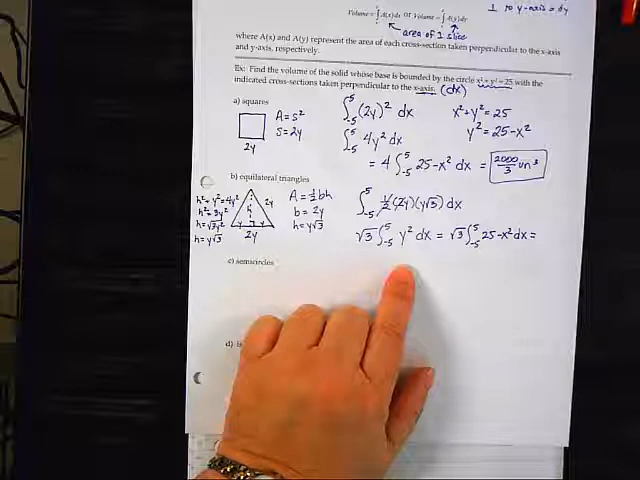 ⊥ to y-axis = dy
Volume = ∫ A(x) dx or Volume = ∫ A(y) dy
area of 1 slice
where A(x) and A(y) represent the area of each cross-section taken perpendicular to the x-axis
and y-axis, respectively.
Ex: Find the volume of the solid whose base is bounded by the circle x² + y² = 25 with the
indicated cross-sections taken perpendicular to the x-axis. (dx)
a) squares
A = s²
s = 2y
2y
∫₋₅⁵ (2y)² dx
x² + y² = 25
∫₋₅⁵ 4y² dx
y² = 25 - x²
= 4 ∫₋₅⁵ 25 - x² dx = 2000/3 un³
b) equilateral triangles
h² + y² = 4y²
h² = 3y²
h = √3y²
h = y√3
h
2y
y
y
2y
A = ½bh
b = 2y
h = y√3
∫₋₅⁵ ½(2y)(y√3) dx
√3 ∫₋₅⁵ y² dx = √3 ∫₋₅⁵ 25 - x² dx =
c) semicircles
d)